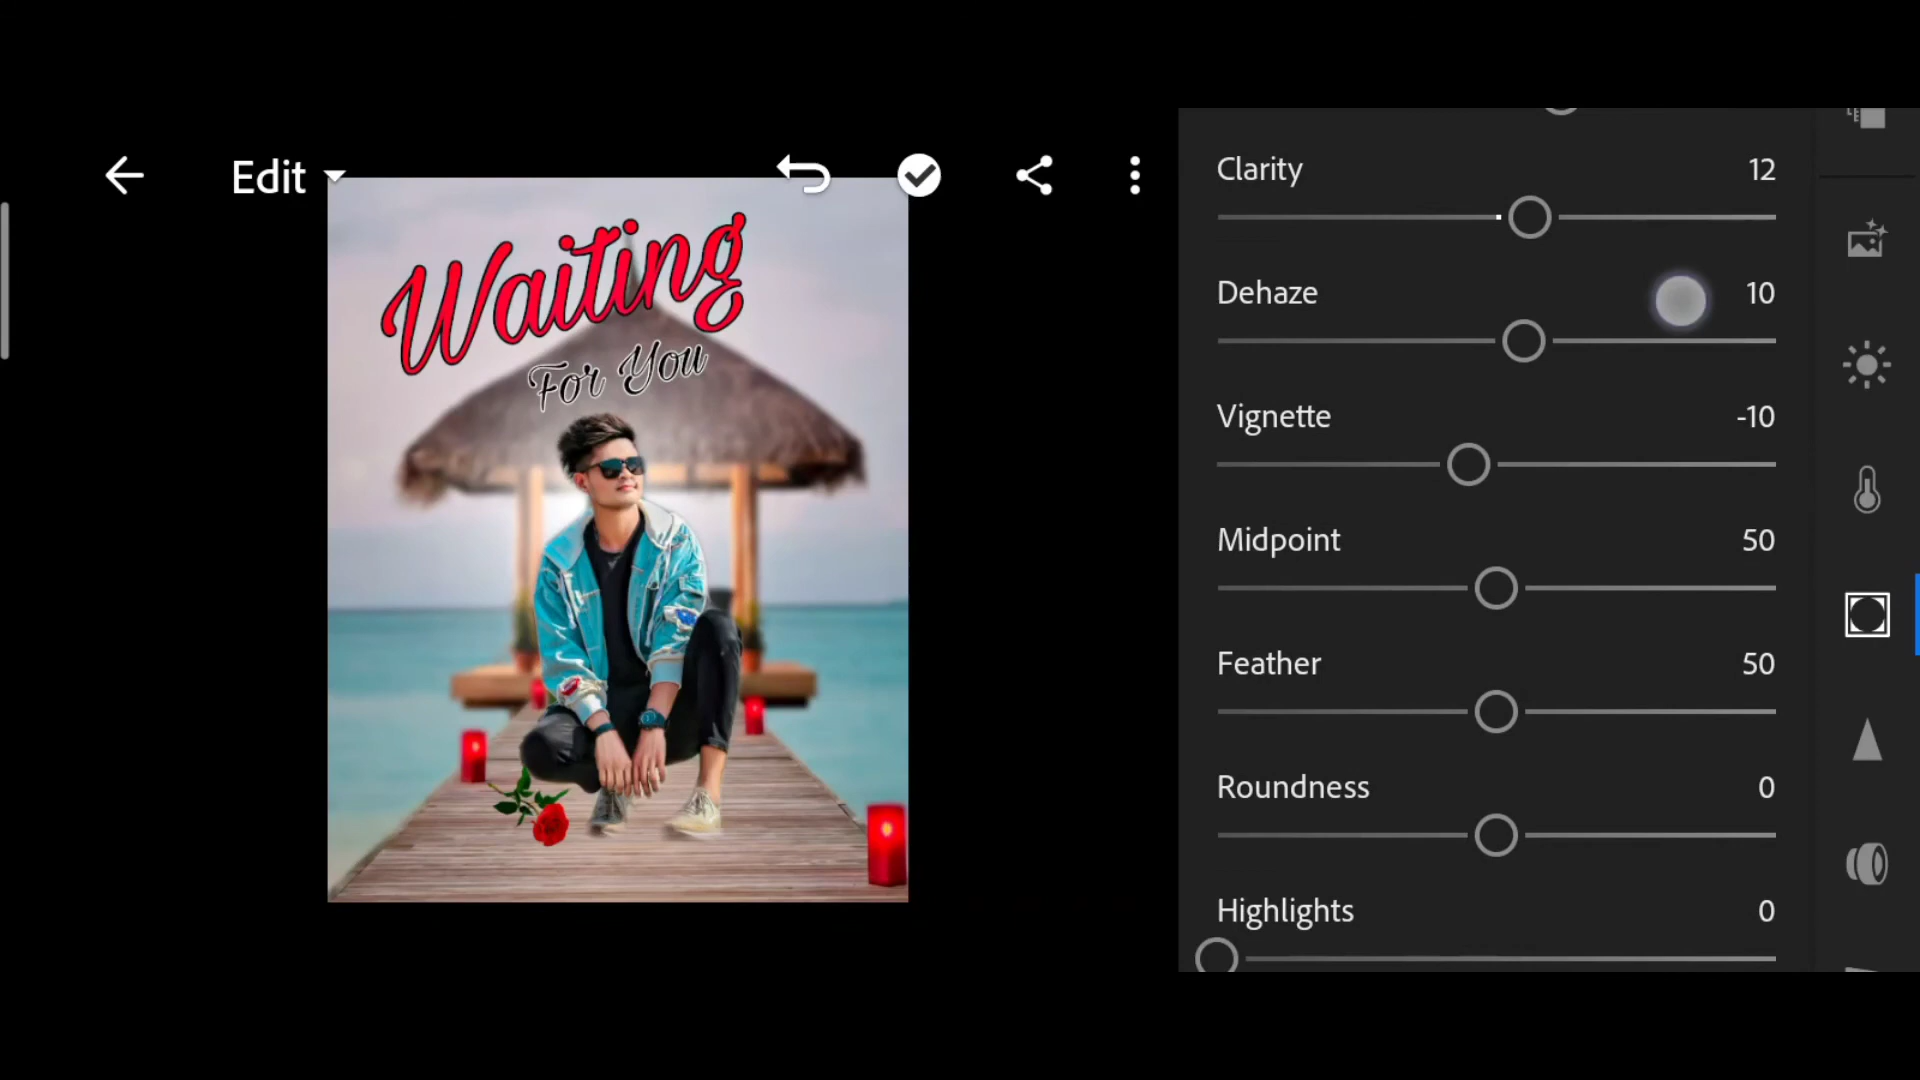 Edit
Waiting
For You
Clarity 12
Dehaze 10
Vignette -10
Midpoint 50
Feather 50
Roundness 0
Highlights 0